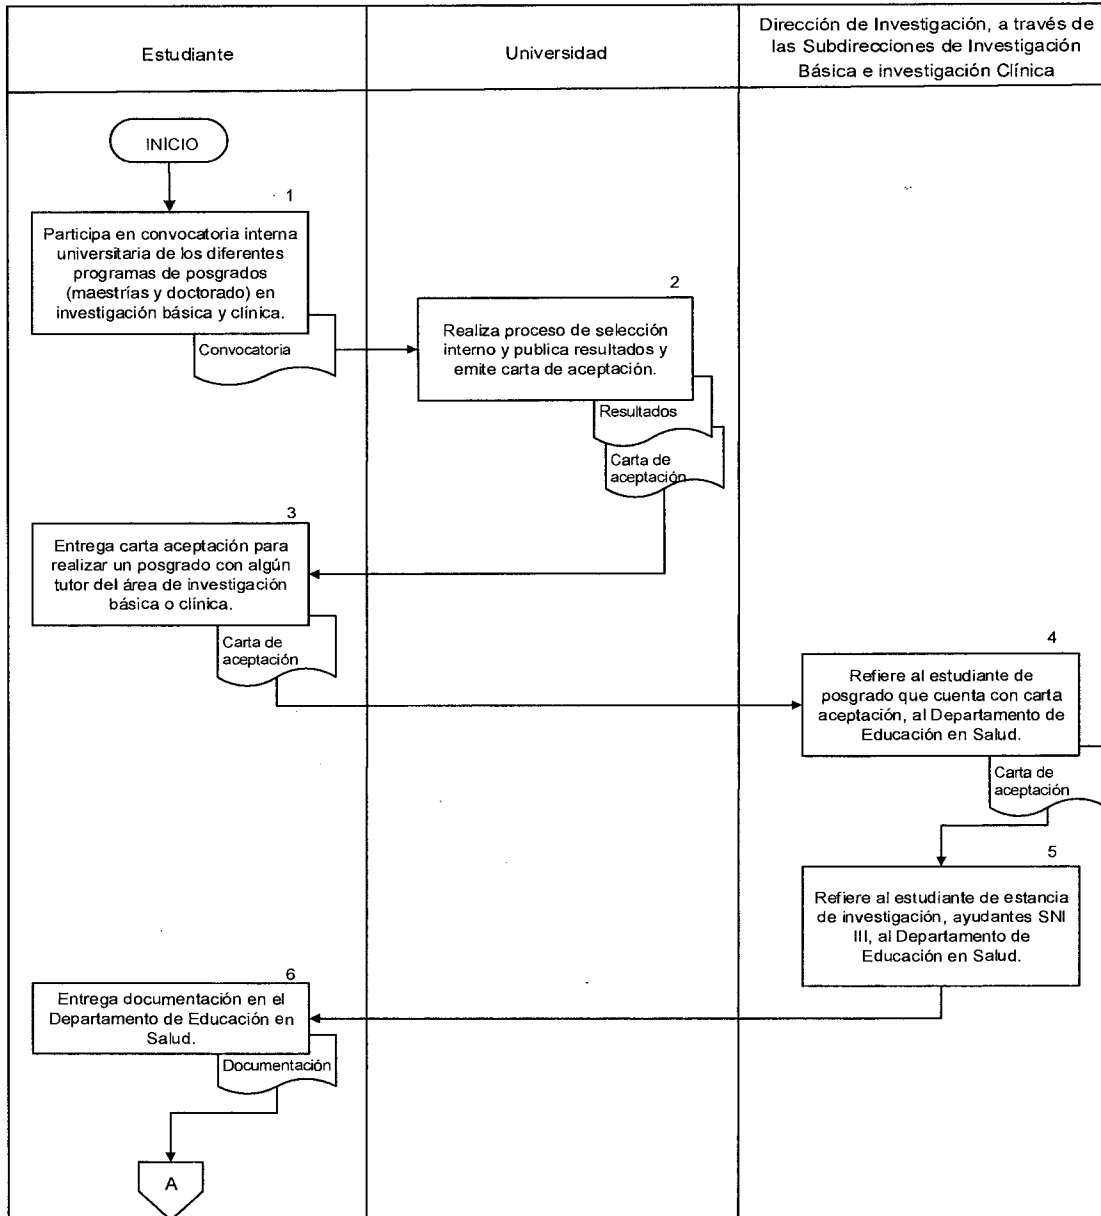 Estudiante
Universidad
Dirección de Investigación, a través de
las Subdirecciones de Investigación
Básica e investigación Clínica
INICIO
1
Participa en convocatoria interna
universitaria de los diferentes
programas de posgrados
(maestrías y doctorado) en
investigación básica y clínica.
Convocatoria
2
Realiza proceso de selección
interno y publica resultados y
emite carta de aceptación.
Resultados
Carta de
aceptación
3
Entrega carta aceptación para
realizar un posgrado con algún
tutor del área de investigación
básica o clínica.
Carta de
aceptación
4
Refiere al estudiante de
posgrado que cuenta con carta
aceptación, al Departamento de
Educación en Salud.
Carta de
aceptación
5
Refiere al estudiante de estancia
de investigación, ayudantes SNI
III, al Departamento de
Educación en Salud.
6
Entrega documentación en el
Departamento de Educación en
Salud.
Documentación
A